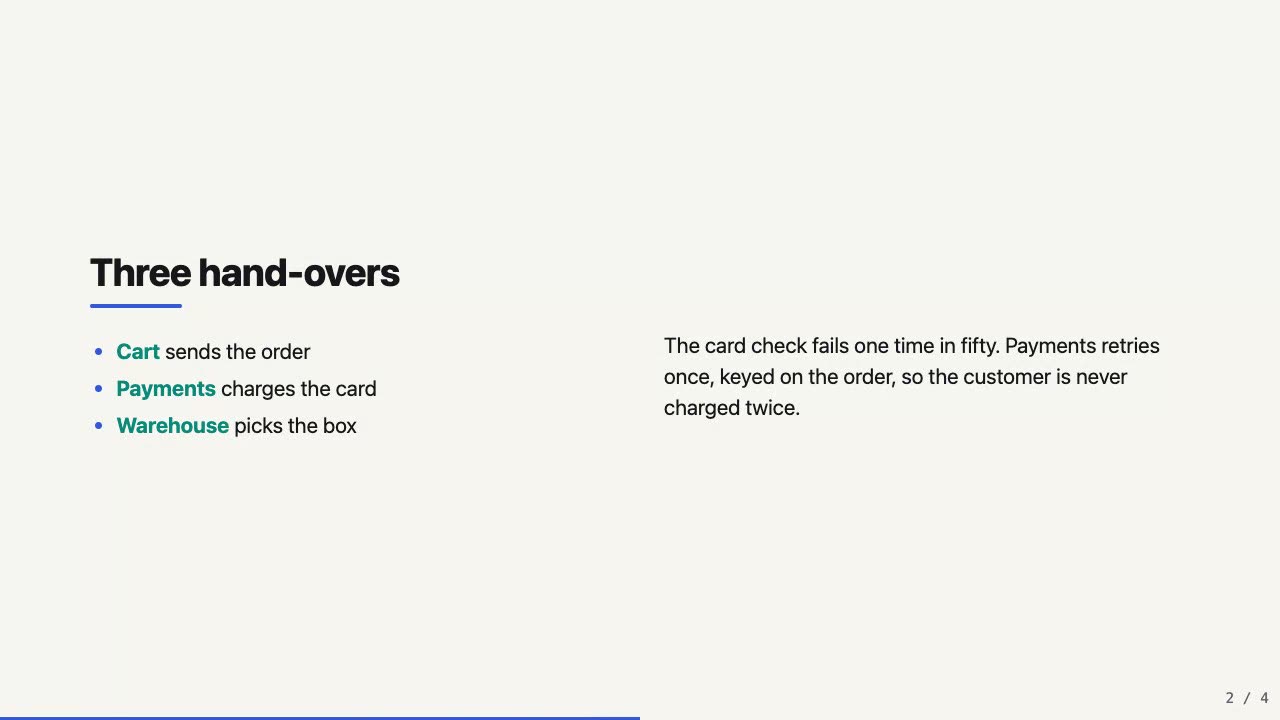 Three hand-overs
Cart sends the order
Payments charges the card
Warehouse picks the box
The card check fails one time in fifty. Payments retries
once, keyed on the order, so the customer is never
charged twice.
2 / 4